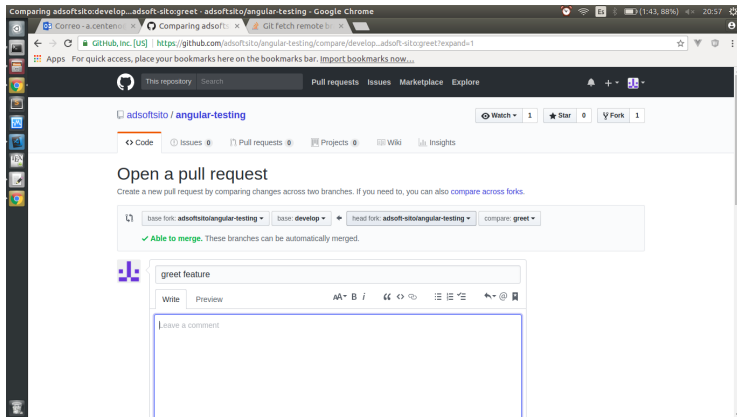 Comparing adsoftsito:develop...adsoft-sito:greet - adsoftsito/angular-testing - Google Chrome
Es (1:43, 88%) 20:57
Correo - a.centeno
Comparing adsoft
Git fetch remote br
GitHub, Inc. [US] https://github.com/adsoftsito/angular-testing/compare/develop...adsoft-sito:greet?expand=1
Apps For quick access, place your bookmarks here on the bookmarks bar. Import bookmarks now...
This repository Search Pull requests Issues Marketplace Explore
adsoftsito / angular-testing Watch 1 Star 0 Fork 1
Code Issues 0 Pull requests 0 Projects 0 Wiki Insights
Open a pull request
Create a new pull request by comparing changes across two branches. If you need to, you can also compare across forks.
base fork: adsoftsito/angular-testing base: develop head fork: adsoft-sito/angular-testing compare: greet
Able to merge. These branches can be automatically merged.
greet feature
Write Preview AA B i
Leave a comment